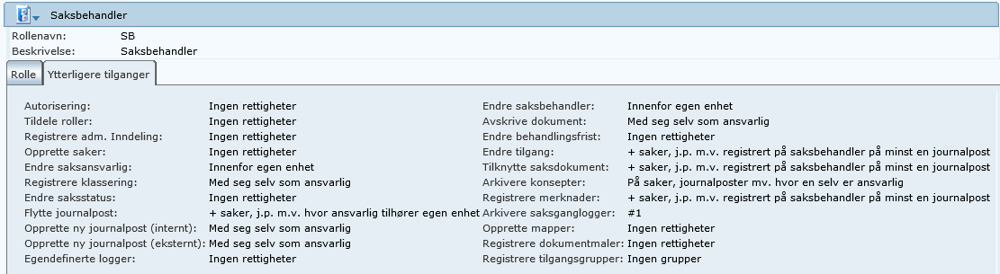 Saksbehandler
Rollenavn: SB
Beskrivelse: Saksbehandler
Rolle Ytterligere tilganger
Autorisering: Ingen rettigheter Endre saksbehandler: Innenfor egen enhet
Tildele roller: Ingen rettigheter Avskrive dokument: Med seg selv som ansvarlig
Registrere adm. Inndeling: Ingen rettigheter Endre behandlingsfrist: Ingen rettigheter
Opprette saker: Ingen rettigheter Endre tilgang: + saker, j.p. m.v. registrert på saksbehandler på minst en journalpost
Endre saksansvarlig: Innenfor egen enhet Tilknytte saksdokument: + saker, j.p. m.v. registrert på saksbehandler på minst en journalpost
Registrere klassering: Med seg selv som ansvarlig Arkivere konsepter: På saker, journalposter mv. hvor en selv er ansvarlig
Endre saksstatus: Ingen rettigheter Registrere merknader: + saker, j.p. m.v. registrert på saksbehandler på minst en journalpost
Flytte journalpost: + saker, j.p. m.v. hvor ansvarlig tilhører egen enhet Arkivere saksganglogger: #1
Opprette ny journalpost (internt): Med seg selv som ansvarlig Opprette mapper: Ingen rettigheter
Opprette ny journalpost (eksternt): Med seg selv som ansvarlig Registrere dokumentmaler: Ingen rettigheter
Egendefinerte logger: Ingen rettigheter Registrere tilgangsgrupper: Ingen grupper